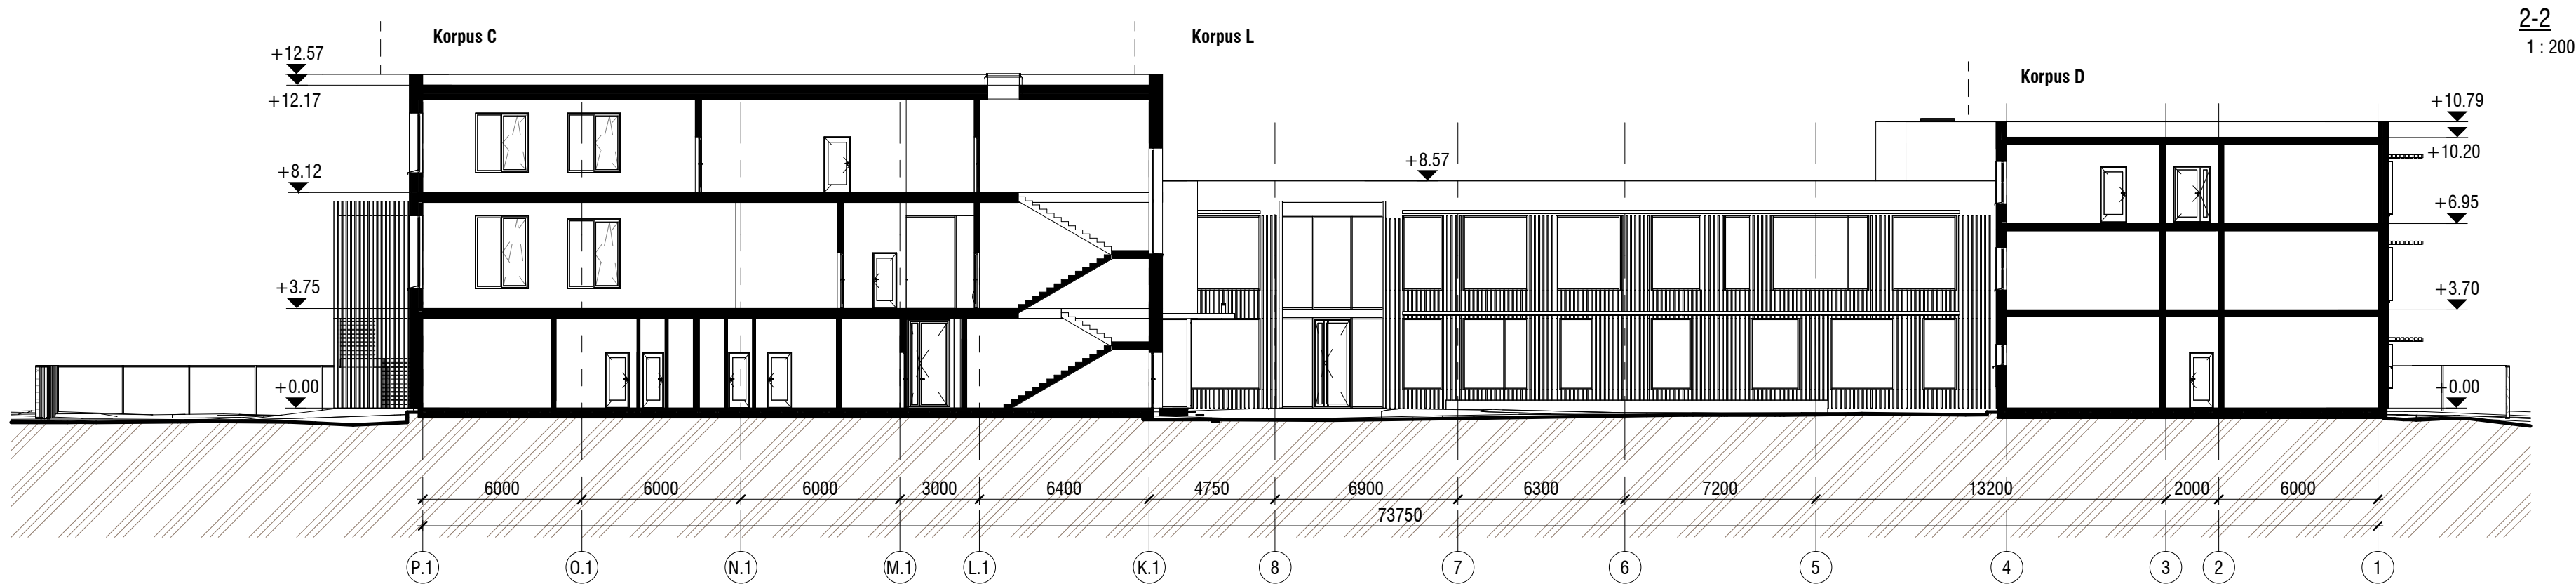 2-2
1 : 200
Korpus C
Korpus L
Korpus D
+12.57
+12.17
+8.12
+3.75
+0.00
+8.57
+10.79
+10.20
+6.95
+3.70
+0.00
6000 6000 6000 3000 6400 4750 6900 6300 7200 13200 2000 6000
73750
P.1 O.1 N.1 M.1 L.1 K.1 8 7 6 5 4 3 2 1